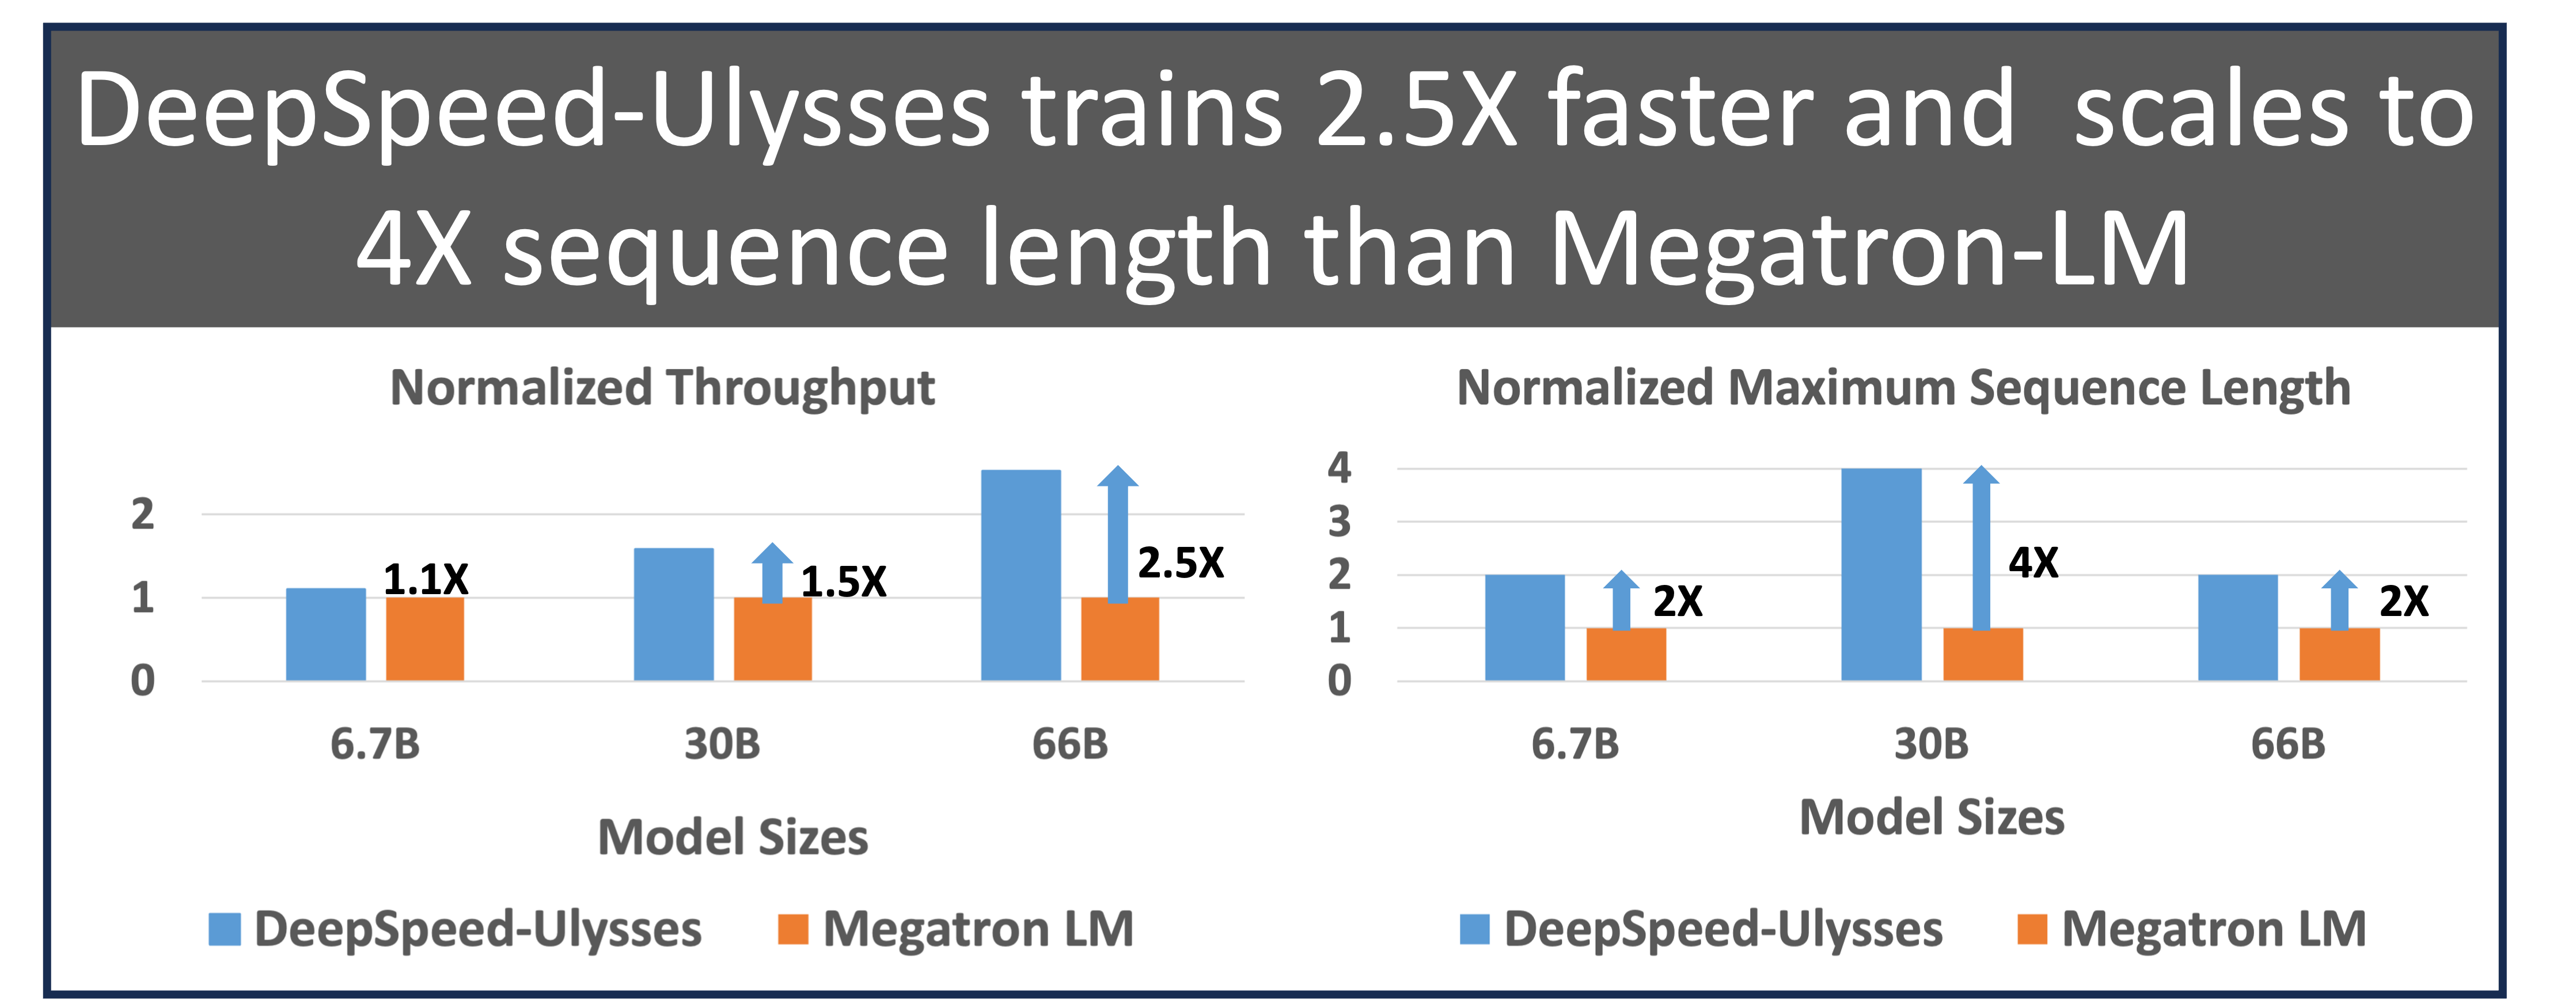 DeepSpeed-Ulysses trains 2.5X faster and  scales to
4X sequence length than Megatron-LM
Normalized Throughput
2
1
0
1.1X
1.5X
2.5X
6.7B
30B
66B
Model Sizes
DeepSpeed-Ulysses
Megatron LM
Normalized Maximum Sequence Length
4
3
2
1
0
2X
4X
2X
6.7B
30B
66B
Model Sizes
DeepSpeed-Ulysses
Megatron LM